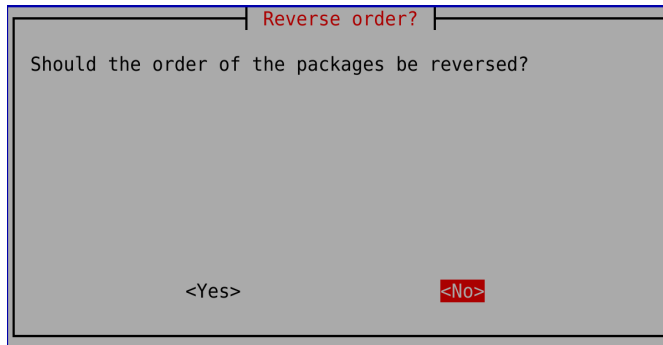 Reverse order?
Should the order of the packages be reversed?
<Yes> <No>